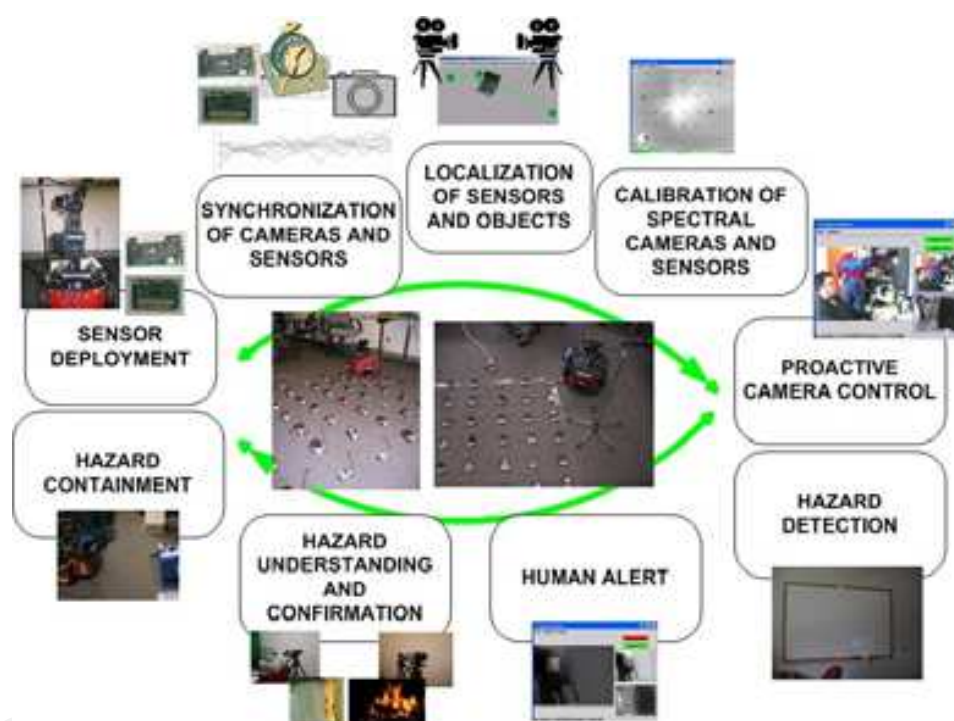 SYNCHRONIZATION
OF CAMERAS AND
SENSORS
LOCALIZATION
OF SENSORS
AND OBJECTS
CALIBRATION OF
SPECTRAL
CAMERAS AND
SENSORS
SENSOR
DEPLOYMENT
PROACTIVE
CAMERA CONTROL
HAZARD
CONTAINMENT
HAZARD
DETECTION
HAZARD
UNDERSTANDING
AND
CONFIRMATION
HUMAN ALERT